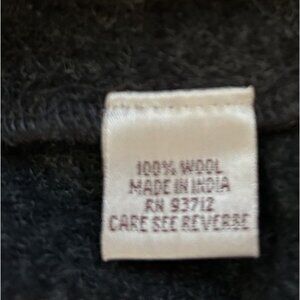 100% WOOL
MADE IN INDIA
RN 93712
CARE SEE REVERSE